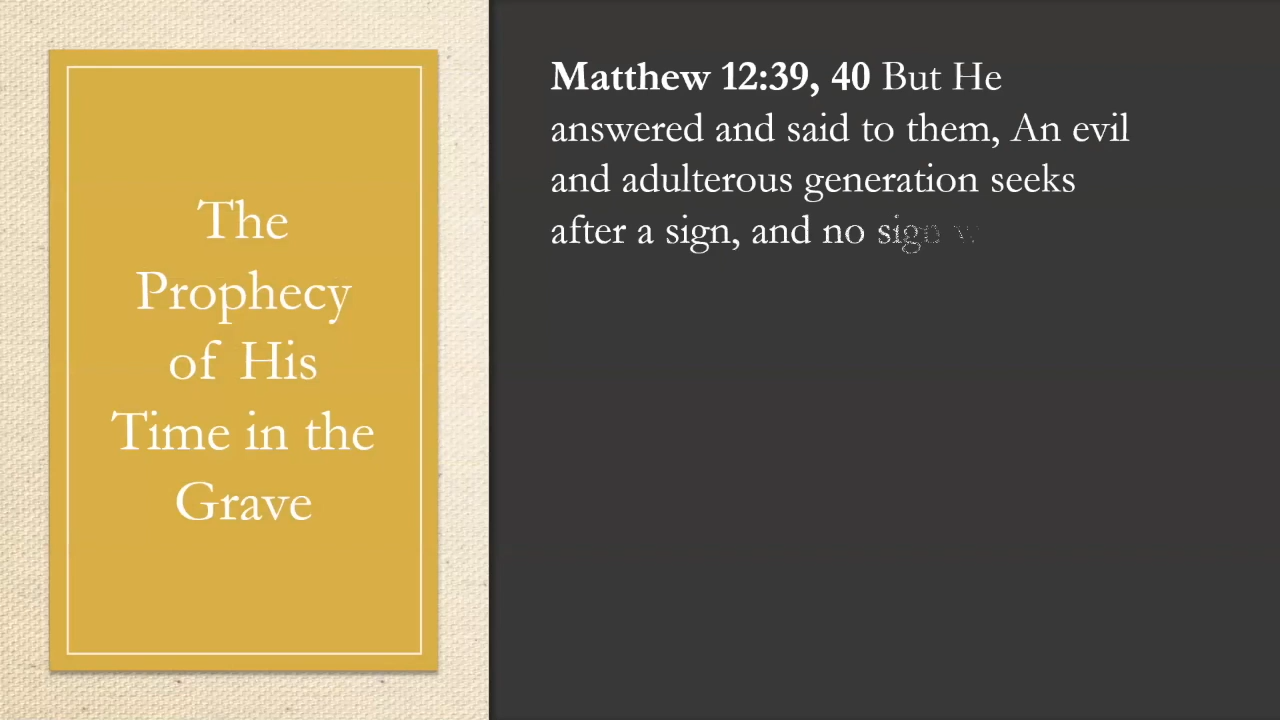 The
Prophecy
of His
Time in the
Grave
Matthew 12:39, 40 But He
answered and said to them, An evil
and adulterous generation seeks
after a sign, and no sign